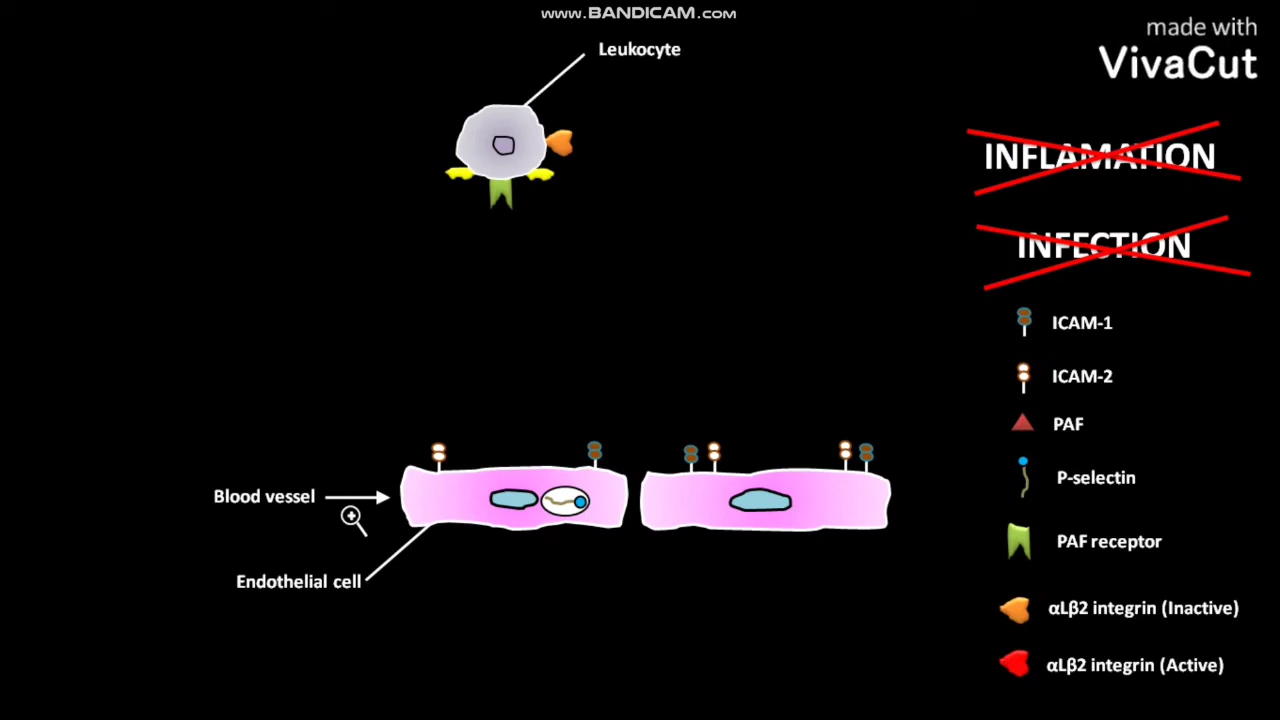 www.BANDICAM.com
made with
VivaCut
Leukocyte
INFLAMATION
INFECTION
ICAM-1
ICAM-2
PAF
P-selectin
PAF receptor
αLβ2 integrin (Inactive)
αLβ2 integrin (Active)
Blood vessel
Endothelial cell